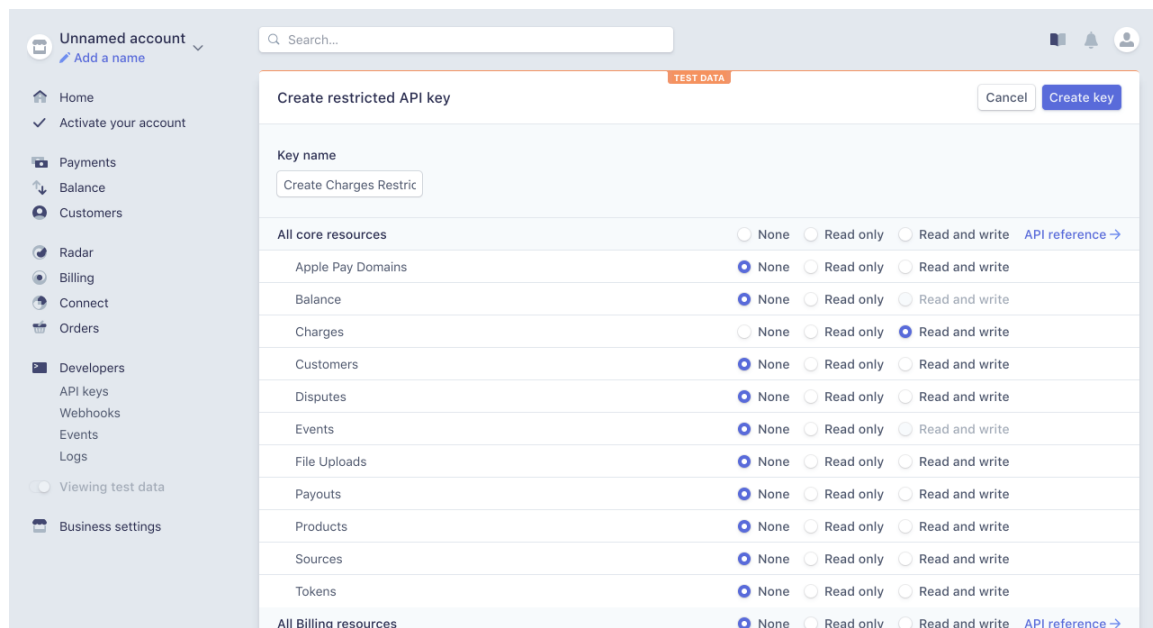 Unnamed account
Add a name
Home
Activate your account
Payments
Balance
Customers
Radar
Billing
Connect
Orders
Developers
API keys
Webhooks
Events
Logs
Viewing test data
Business settings
Search...
TEST DATA
Create restricted API key Cancel Create key
Key name
Create Charges Restric
All core resources None Read only Read and write API reference →
Apple Pay Domains None Read only Read and write
Balance None Read only Read and write
Charges None Read only Read and write
Customers None Read only Read and write
Disputes None Read only Read and write
Events None Read only Read and write
File Uploads None Read only Read and write
Payouts None Read only Read and write
Products None Read only Read and write
Sources None Read only Read and write
Tokens None Read only Read and write
All Billing resources None Read only Read and write API reference →